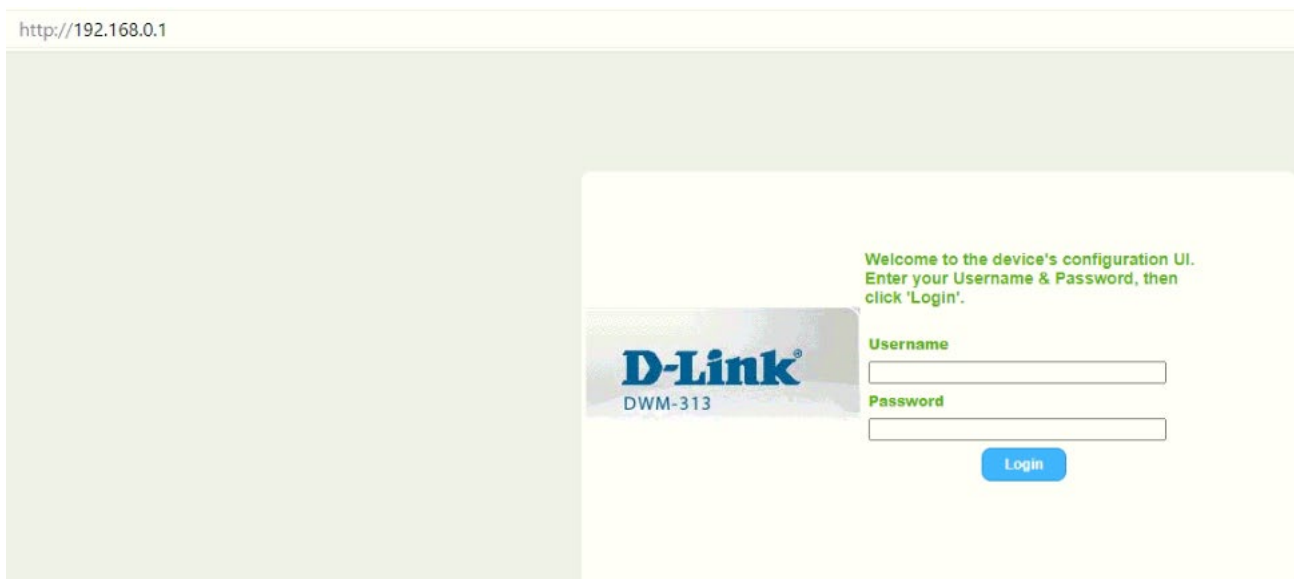 http://192.168.0.1
Welcome to the device's configuration UI.
Enter your Username & Password, then
click 'Login'.
Username
D-Link®
DWM-313
Password
Login